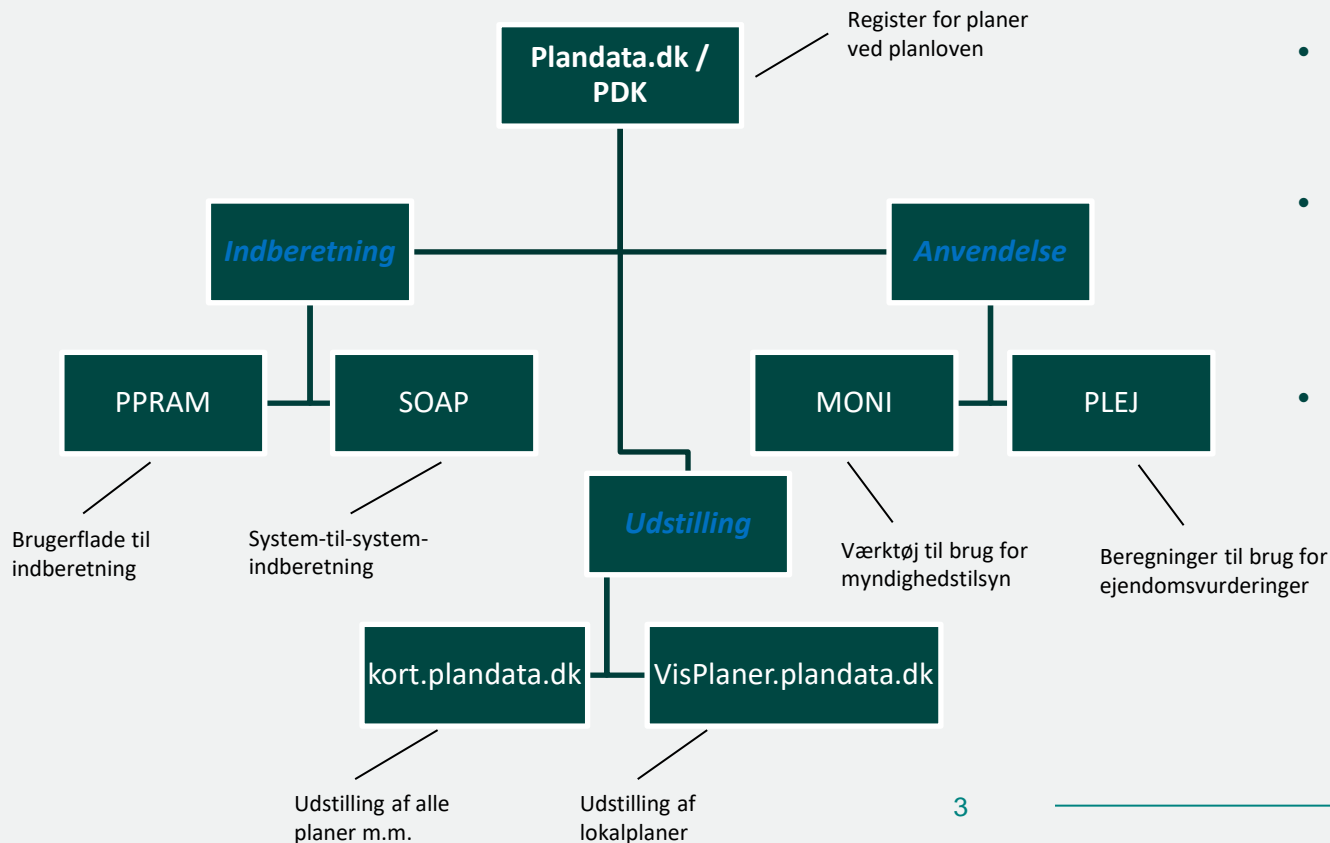 Plandata.dk /
PDK
Register for planer
ved planloven
Indberetning
Anvendelse
PPRAM
SOAP
MONI
PLEJ
Brugerflade til
indberetning
System-til-system-
indberetning
Udstilling
Værktøj til brug for
myndighedstilsyn
Beregninger til brug for
ejendomsvurderinger
kort.plandata.dk
VisPlaner.plandata.dk
Udstilling af alle
planer m.m.
Udstilling af
lokalplaner
3